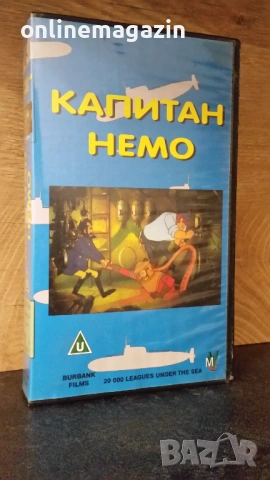 onlinemagazin
КАПИТАН
НЕМО
U
BURBANK
FILMS
20 000 LEAGUES UNDER THE SEA
M
BAZAR